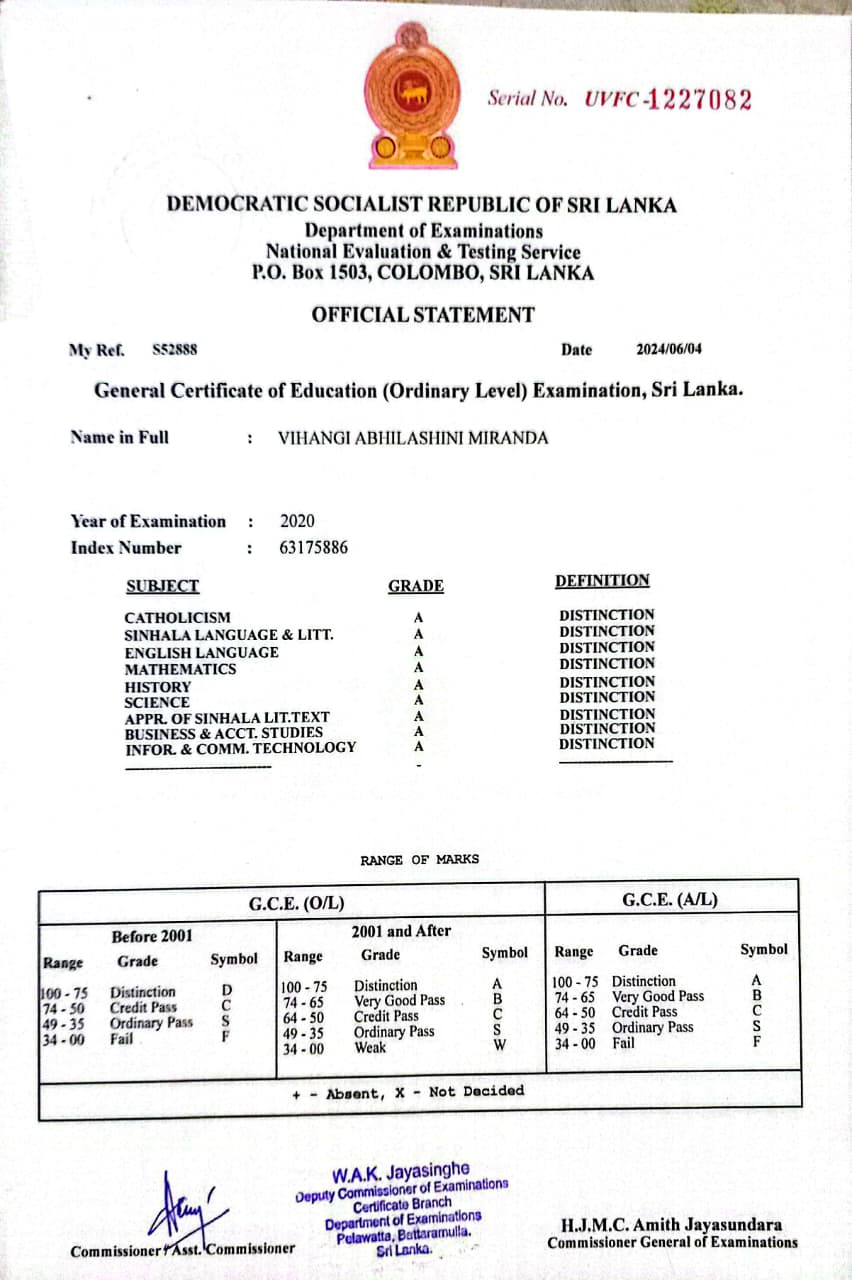 Serial No. UVFC-1227082
DEMOCRATIC SOCIALIST REPUBLIC OF SRI LANKA
Department of Examinations
National Evaluation & Testing Service
P.O. Box 1503, COLOMBO, SRI LANKA
OFFICIAL STATEMENT
My Ref. S52888 Date 2024/06/04
General Certificate of Education (Ordinary Level) Examination, Sri Lanka.
Name in Full : VIHANGI ABHILASHINI MIRANDA
Year of Examination : 2020
Index Number : 63175886
SUBJECT GRADE DEFINITION
CATHOLICISM A DISTINCTION
SINHALA LANGUAGE & LITT. A DISTINCTION
ENGLISH LANGUAGE A DISTINCTION
MATHEMATICS A DISTINCTION
HISTORY A DISTINCTION
SCIENCE A DISTINCTION
APPR. OF SINHALA LIT.TEXT A DISTINCTION
BUSINESS & ACCT. STUDIES A DISTINCTION
INFOR. & COMM. TECHNOLOGY A DISTINCTION
RANGE OF MARKS
G.C.E. (O/L) G.C.E. (A/L)
Before 2001 2001 and After
Range Grade Symbol Range Grade Symbol Range Grade Symbol
100 - 75 Distinction D 100 - 75 Distinction A 100 - 75 Distinction A
74 - 50 Credit Pass C 74 - 65 Very Good Pass B 74 - 65 Very Good Pass B
49 - 35 Ordinary Pass S 64 - 50 Credit Pass C 64 - 50 Credit Pass C
34 - 00 Fail F 49 - 35 Ordinary Pass S 49 - 35 Ordinary Pass S
34 - 00 Weak W 34 - 00 Fail F
+ - Absent, X - Not Decided
W.A.K. Jayasinghe
Deputy Commissioner of Examinations
Certificate Branch
Department of Examinations
Pelawatta, Battaramulla.
Sri Lanka.
Commissioner / Asst. Commissioner
H.J.M.C. Amith Jayasundara
Commissioner General of Examinations